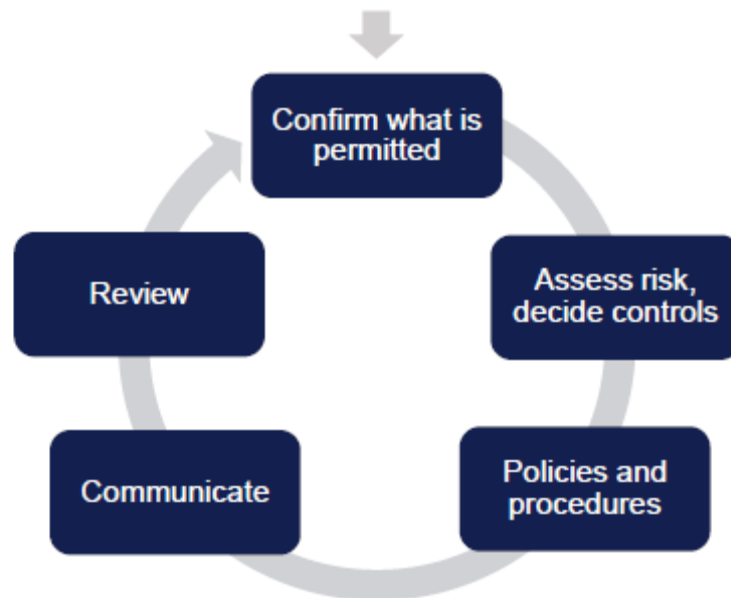 Confirm what is
permitted
Assess risk,
decide controls
Policies and
procedures
Communicate
Review